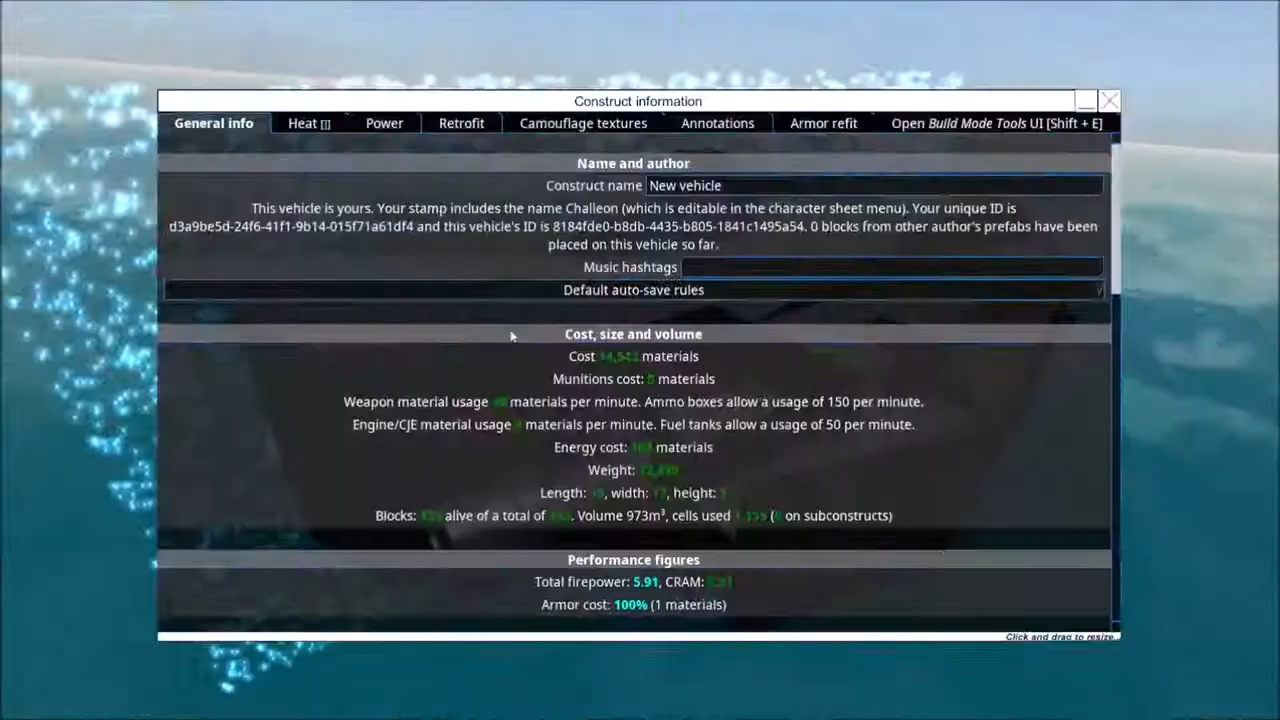 Construct information
General info Heat [I] Power Retrofit Camouflage textures Annotations Armor refit Open Build Mode Tools UI [Shift + E]
Name and author
Construct name New vehicle
This vehicle is yours. Your stamp includes the name Challeon (which is editable in the character sheet menu). Your unique ID is
d3a9be5d-24f6-41f1-9b14-015f71a61df4 and this vehicle's ID is 8184fde0-b8db-4435-b805-1841c1495a54. 0 blocks from other author's prefabs have been
placed on this vehicle so far.
Music hashtags
Default auto-save rules
Cost, size and volume
Cost materials
Munitions cost: materials
Weapon material usage materials per minute. Ammo boxes allow a usage of 150 per minute.
Engine/CJE material usage materials per minute. Fuel tanks allow a usage of 50 per minute.
Energy cost: materials
Weight:
Length: , width: , height:
Blocks: alive of a total of . Volume 973m³, cells used ( on subconstructs)
Performance figures
Total firepower: 5.91, CRAM:
Armor cost: 100% (1 materials)
Click and drag to resize..